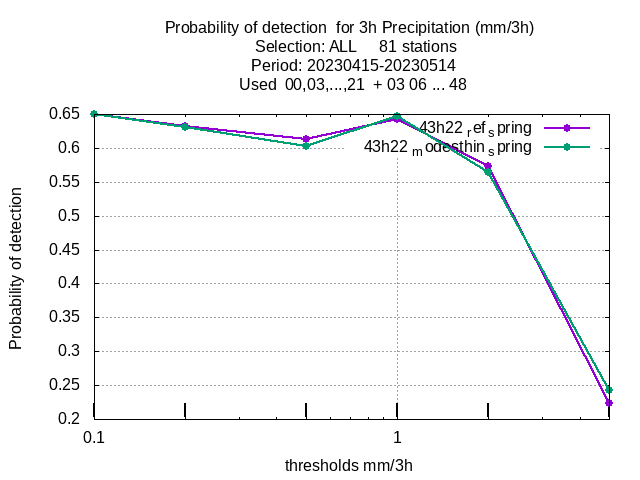 Probability of detection  for 3h Precipitation (mm/3h)
Selection: ALL     81 stations
Period: 20230415-20230514
Used  00,03,...,21  + 03 06 ... 48
43h22 ref spring
43h22 modesthin spring
0.65
0.6
0.55
0.5
0.45
0.4
0.35
0.3
0.25
0.2
Probability of detection
0.1
1
thresholds mm/3h